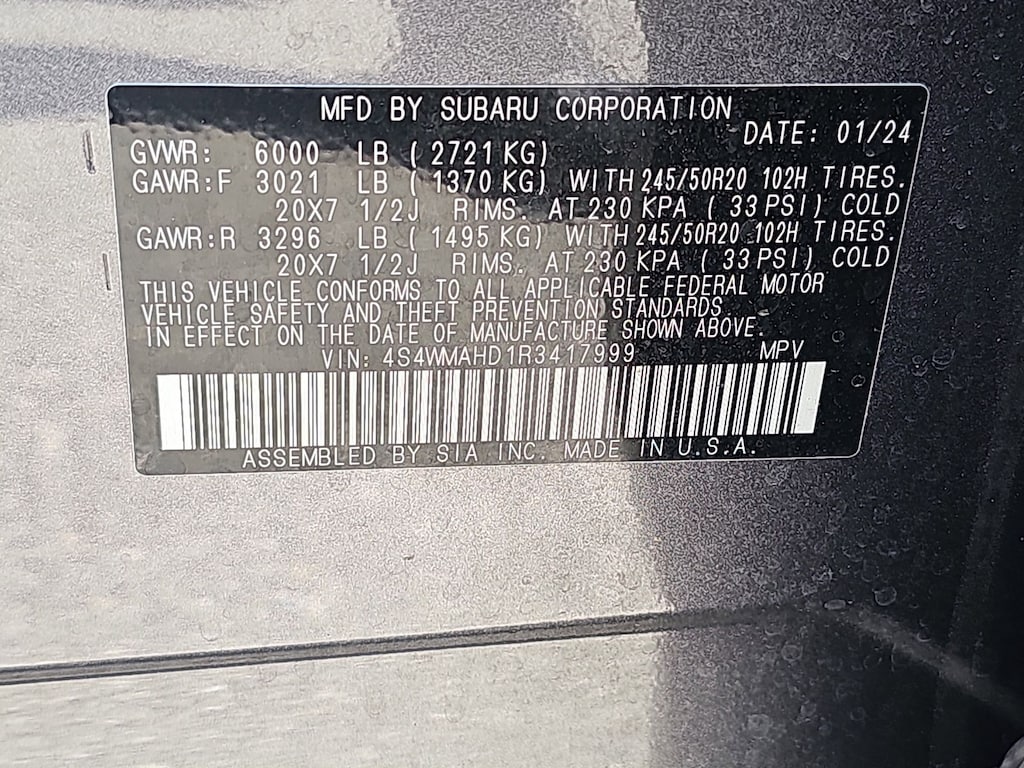 MFD BY SUBARU CORPORATION
DATE: 01/24
GVWR: 6000 LB ( 2721 KG)
GAWR:F 3021 LB ( 1370 KG) WITH 245/50R20 102H TIRES.
20X7 1/2J RIMS. AT 230 KPA ( 33 PSI) COLD
GAWR:R 3296 LB ( 1495 KG) WITH 245/50R20 102H TIRES.
20X7 1/2J RIMS. AT 230 KPA ( 33 PSI) COLD
THIS VEHICLE CONFORMS TO ALL APPLICABLE FEDERAL MOTOR
VEHICLE SAFETY AND THEFT PREVENTION STANDARDS
IN EFFECT ON THE DATE OF MANUFACTURE SHOWN ABOVE.
VIN: 4S4WMAHD1R3417999 MPV
ASSEMBLED BY SIA INC. MADE IN U.S.A.